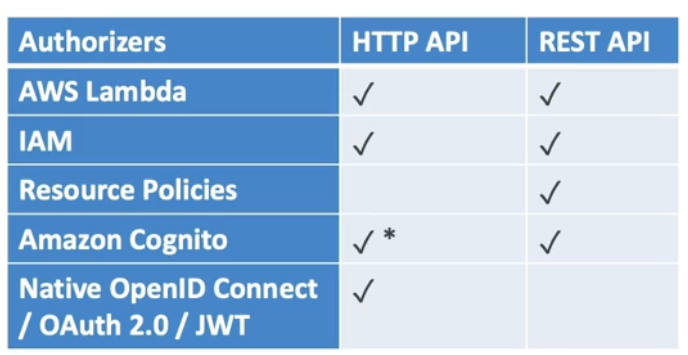 Authorizers HTTP API REST API
AWS Lambda ✓ ✓
IAM ✓ ✓
Resource Policies ✓
Amazon Cognito ✓ * ✓
Native OpenID Connect ✓
/ OAuth 2.0 / JWT